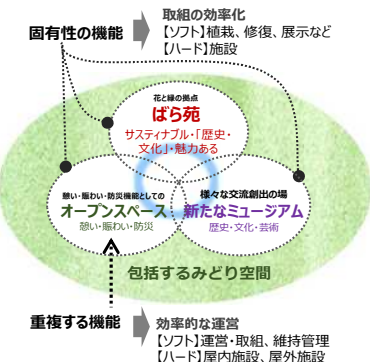 固有性の機能
取組の効率化
【ソフト】植栽、修復、展示など
【ハード】施設
花と緑の拠点
ばら苑
サスティナブル・「歴史・
文化」・魅力ある
憩い・賑わい・防災機能としての
オープンスペース
憩い・賑わい・防災
様々な交流創出の場
新たなミュージアム
歴史・文化・芸術
包括するみどり空間
重複する機能
効率的な運営
【ソフト】運営・取組、維持管理
【ハード】屋内施設、屋外施設